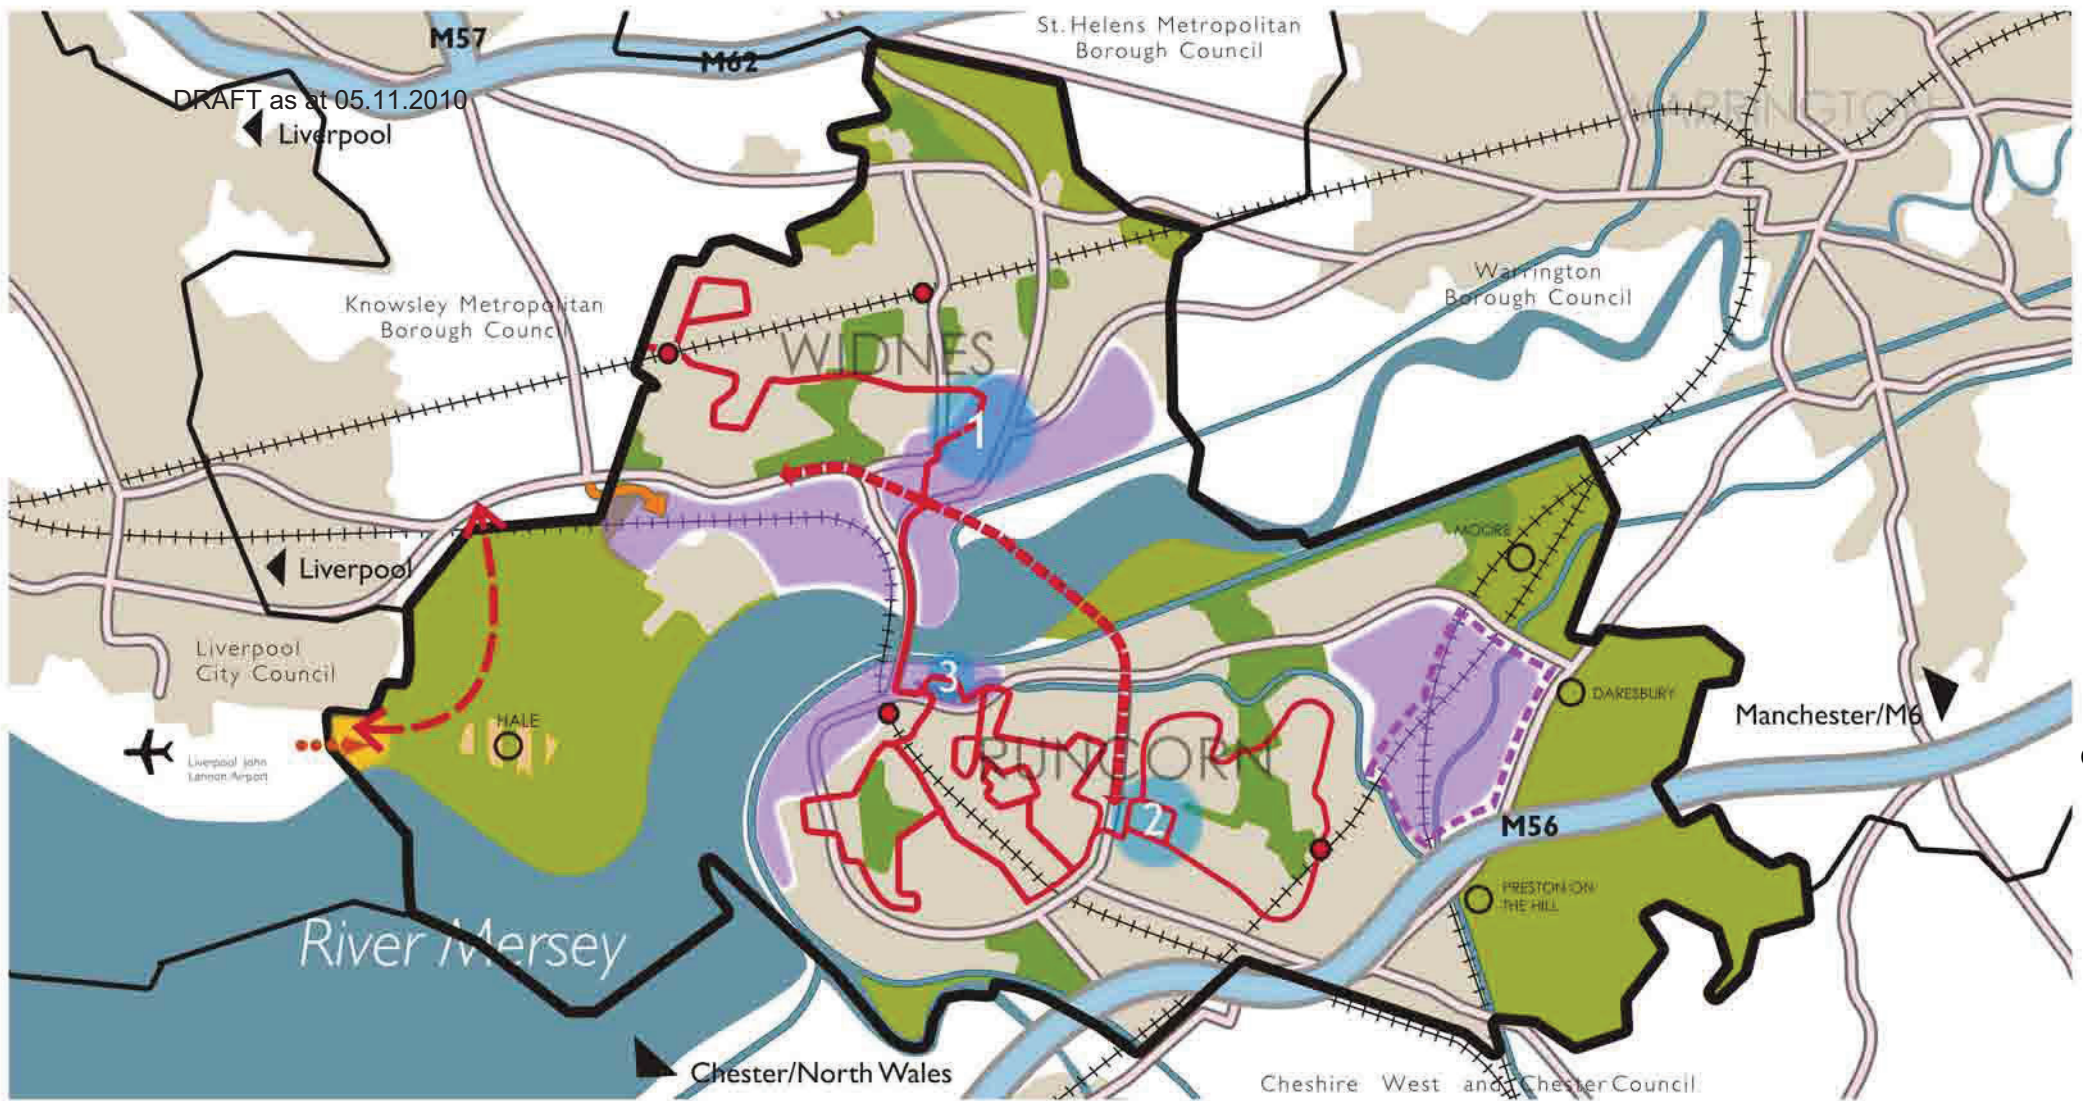 St. Helens Metropolitan
Borough Council
M57
M62
DRAFT as at 05.11.2010
Liverpool
WARRINGTON
Warrington
Borough Council
Knowsley Metropolitan
Borough Council
WIDNES
1
MOORE
Liverpool
Liverpool
City Council
3
DARESBURY
HALE
Manchester/M6
Liverpool John
Lennon Airport
RUNCORN
2
M56
PRESTON ON
THE HILL
River Mersey
Chester/North Wales
Cheshire West and Chester Council